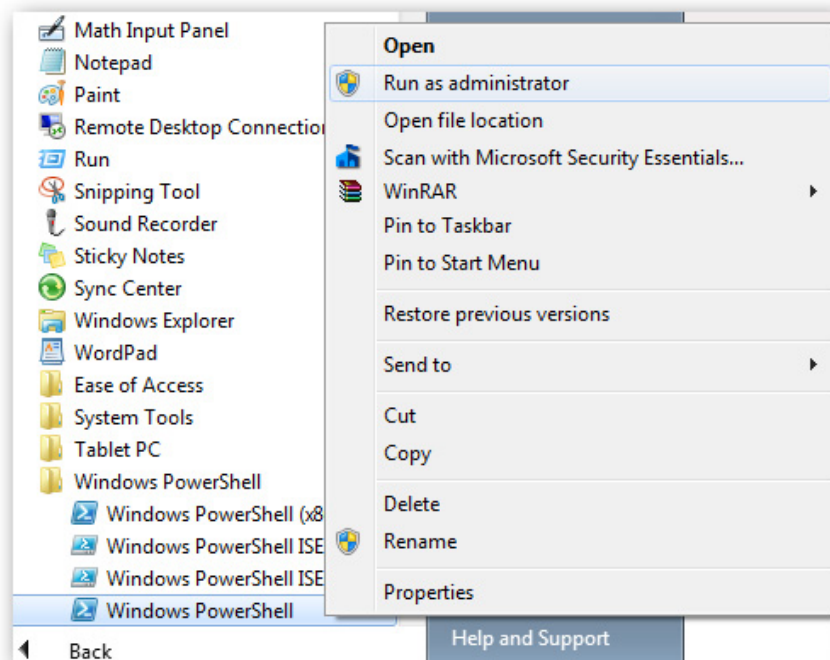 Math Input Panel
Notepad
Paint
Remote Desktop Connection
Run
Snipping Tool
Sound Recorder
Sticky Notes
Sync Center
Windows Explorer
WordPad
Ease of Access
System Tools
Tablet PC
Windows PowerShell
Windows PowerShell (x8
Windows PowerShell ISE
Windows PowerShell ISE
Windows PowerShell
Back
Open
Run as administrator
Open file location
Scan with Microsoft Security Essentials...
WinRAR
Pin to Taskbar
Pin to Start Menu
Restore previous versions
Send to
Cut
Copy
Delete
Rename
Properties
Help and Support